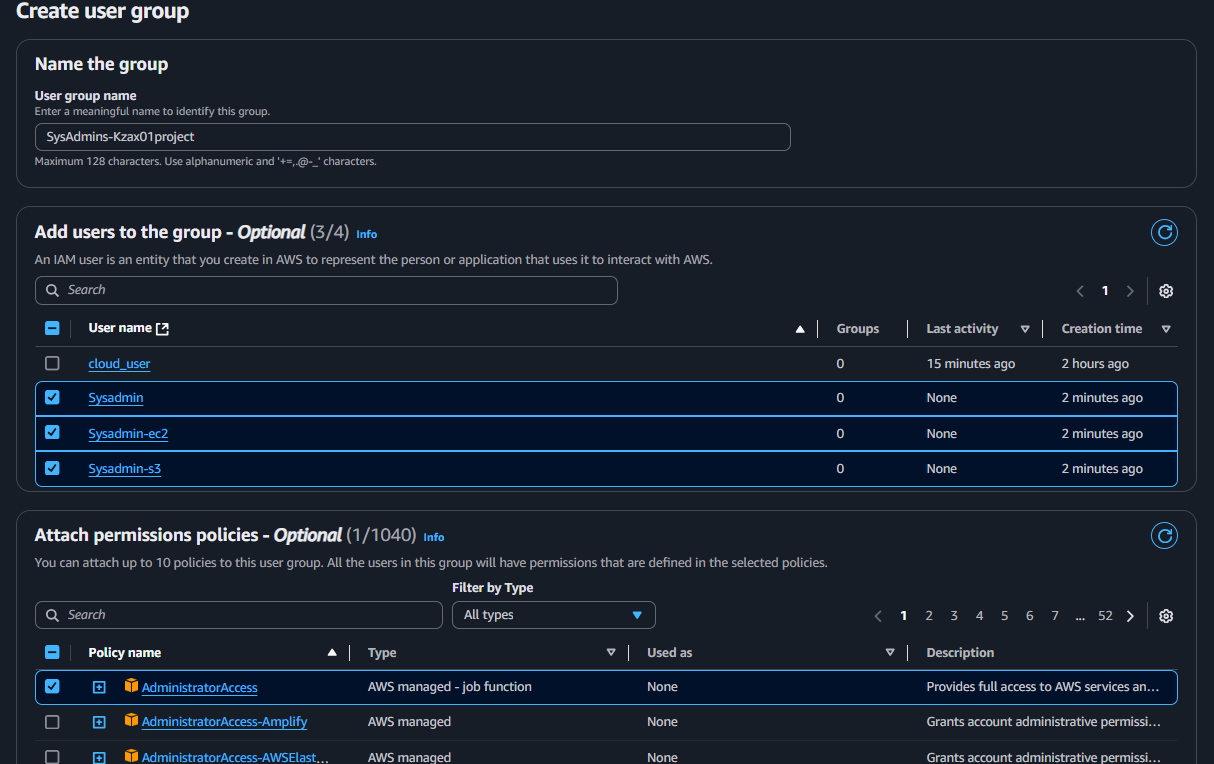 Create user group
Name the group
User group name
Enter a meaningful name to identify this group.
SysAdmins-Kzax01project
Maximum 128 characters. Use alphanumeric and '+=,.@-_' characters.
Add users to the group - Optional (3/4) Info
An IAM user is an entity that you create in AWS to represent the person or application that uses it to interact with AWS.
Search
1
User name Groups Last activity Creation time
cloud_user 0 15 minutes ago 2 hours ago
Sysadmin 0 None 2 minutes ago
Sysadmin-ec2 0 None 2 minutes ago
Sysadmin-s3 0 None 2 minutes ago
Attach permissions policies - Optional (1/1040) Info
You can attach up to 10 policies to this user group. All the users in this group will have permissions that are defined in the selected policies.
Filter by Type
Search All types 1 2 3 4 5 6 7 ... 52
Policy name Type Used as Description
AdministratorAccess AWS managed - job function None Provides full access to AWS services an...
AdministratorAccess-Amplify AWS managed None Grants account administrative permissi...
AdministratorAccess-AWSElast... AWS managed None Grants account administrative permissi...